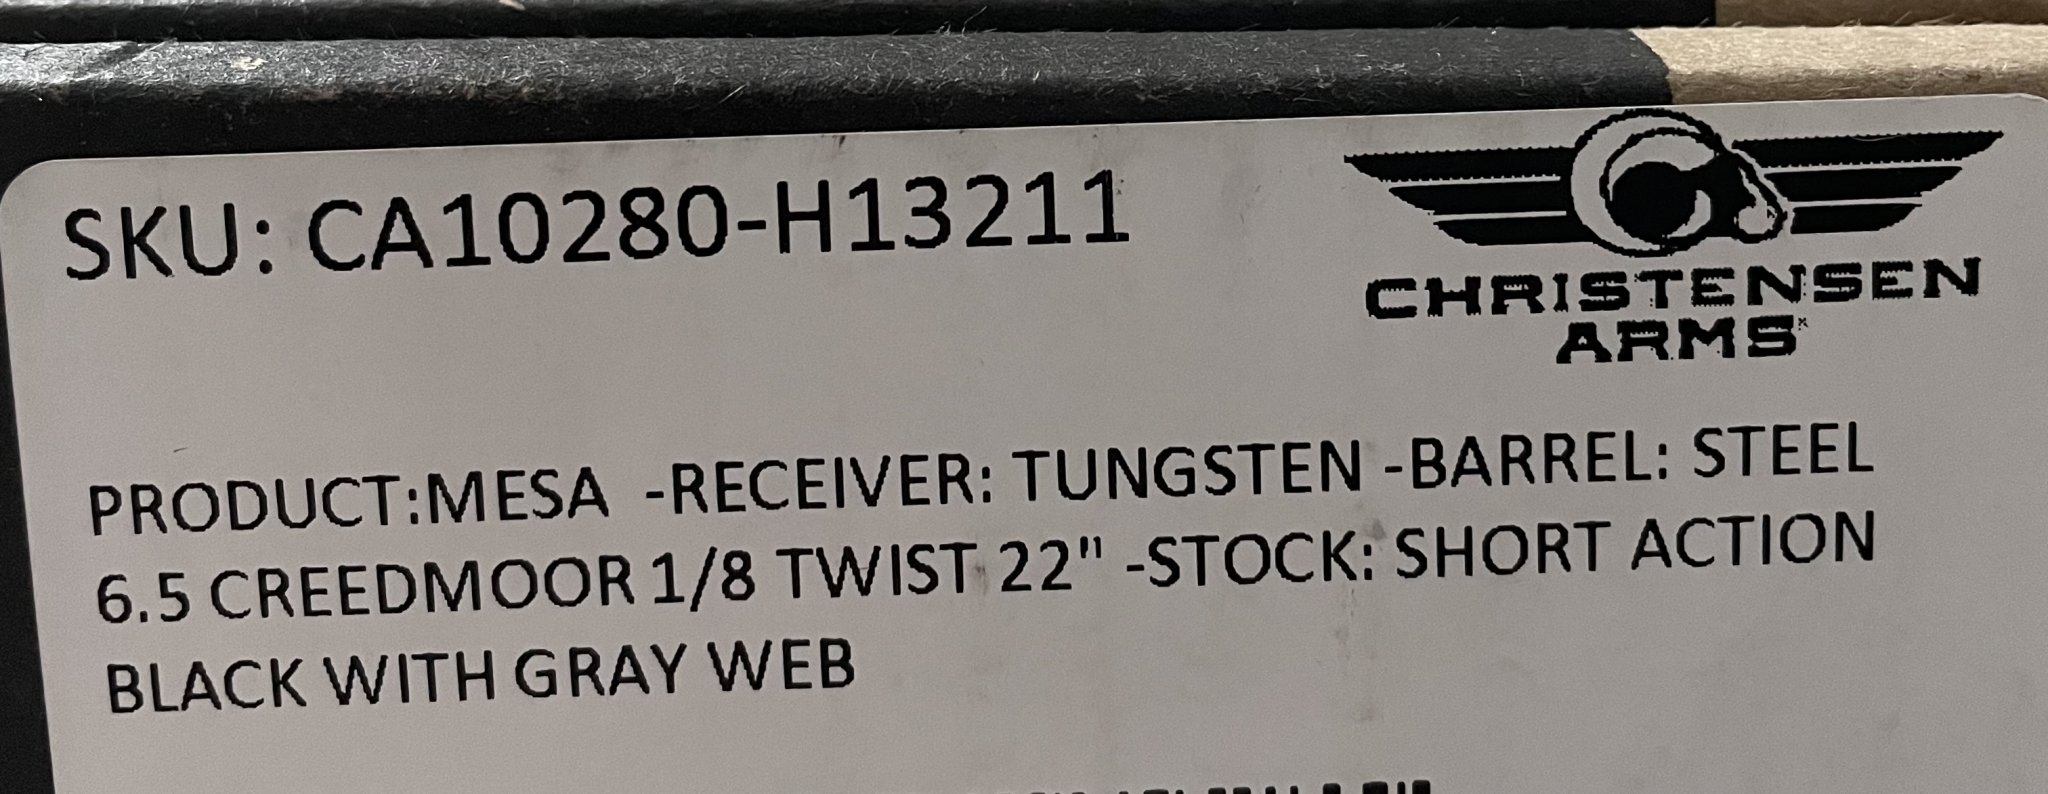 SKU: CA10280-H13211
CHRISTENSEN
ARMS
PRODUCT:MESA -RECEIVER: TUNGSTEN -BARREL: STEEL
6.5 CREEDMOOR 1/8 TWIST 22" -STOCK: SHORT ACTION
BLACK WITH GRAY WEB